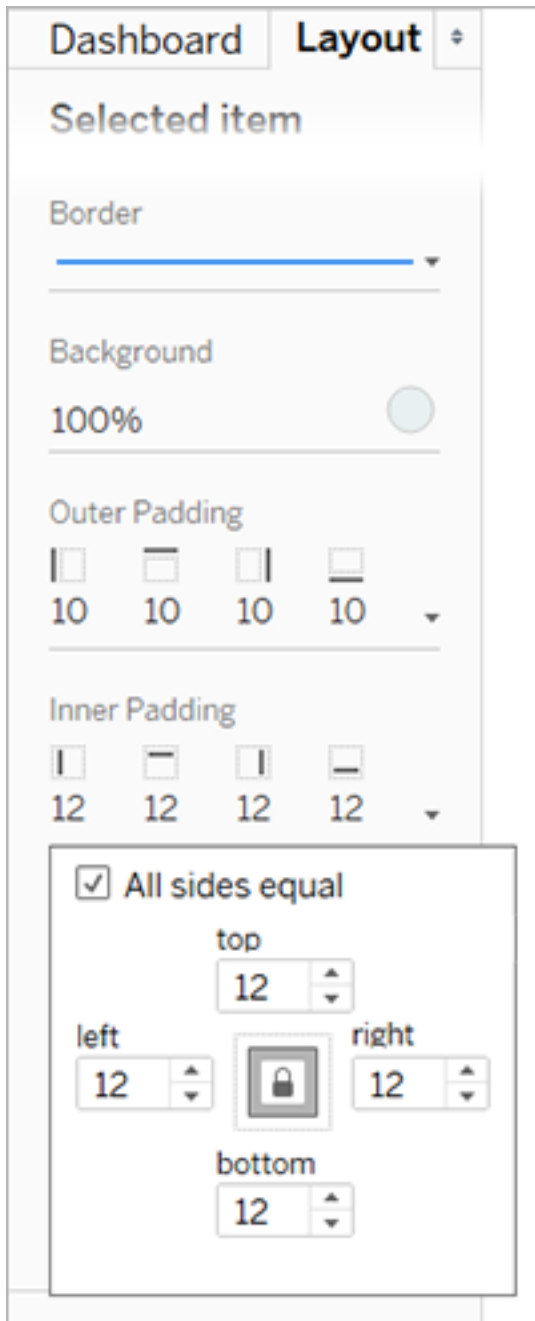 Dashboard Layout
Selected item
Border
Background
100%
Outer Padding
10 10 10 10
Inner Padding
12 12 12 12
All sides equal
top
12
left right
12 12
bottom
12